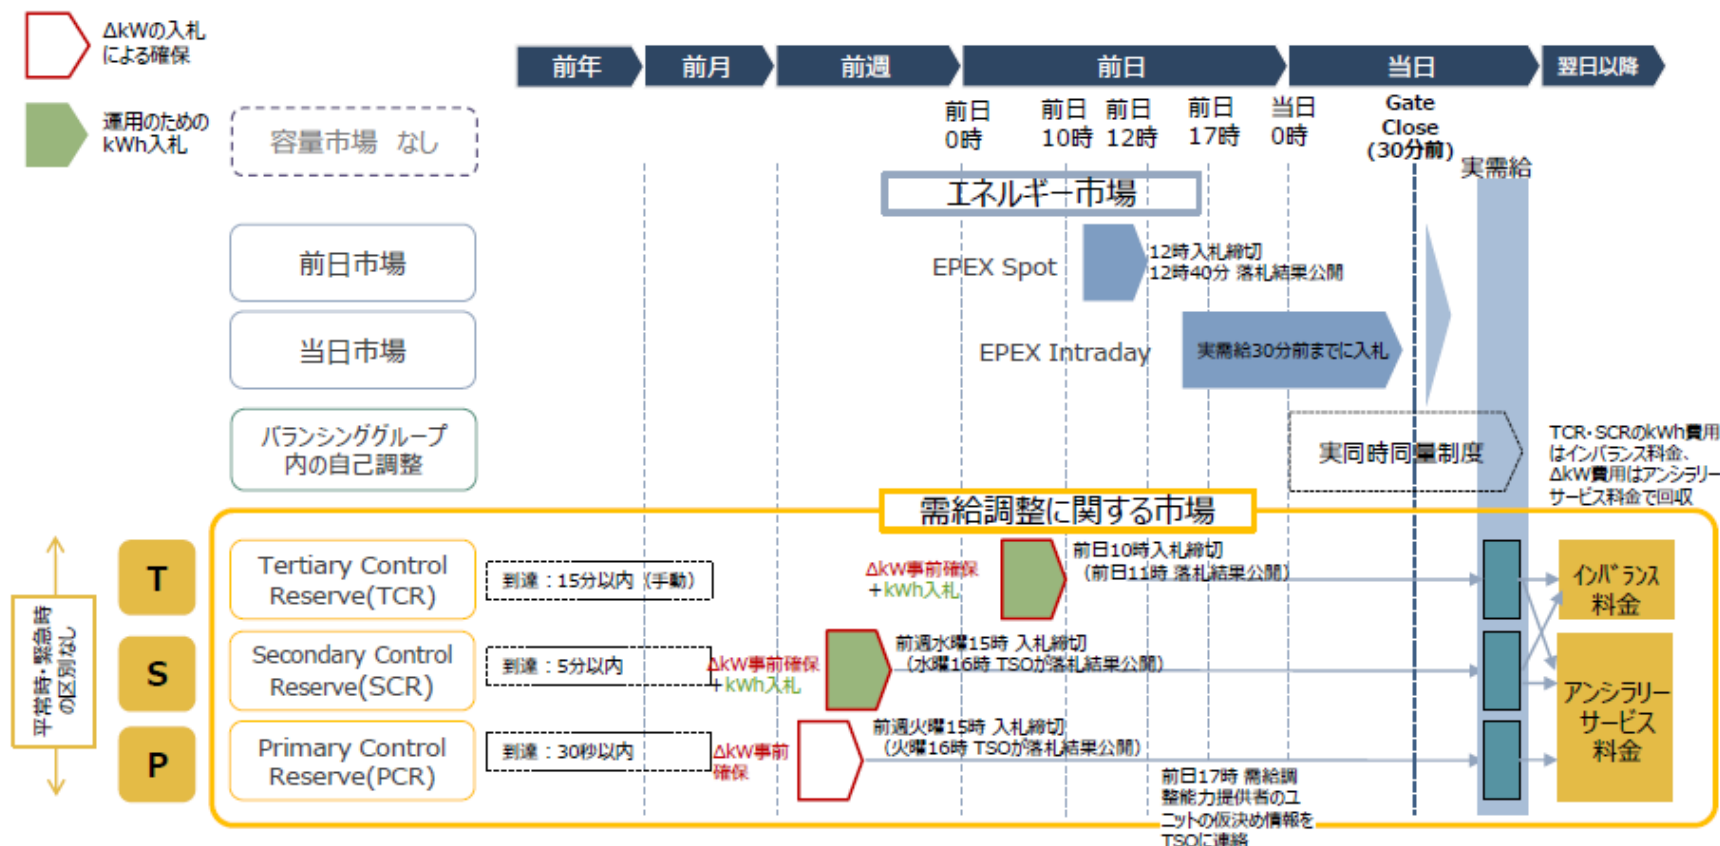 ΔkWの入札
による確保
運用のための
kWh入札
前年
前月
前週
前日
当日
翌日以降
前日
0時
前日
10時
前日
12時
前日
17時
当日
0時
Gate
Close
(30分前)
実需給
容量市場 なし
エネルギー市場
前日市場
EPEX Spot
12時入札締切
12時40分 落札結果公開
当日市場
EPEX Intraday
実需給30分前までに入札
バランシンググループ
内の自己調整
実同時同量制度
TCR・SCRのkWh費用
はインバランス料金、
ΔkW費用はアンシラリー
サービス料金で回収
需給調整に関する市場
平常時・緊急時
の区別なし
T
Tertiary Control
Reserve(TCR)
到達：15分以内（手動）
ΔkW事前確保
＋kWh入札
前日10時入札締切
（前日11時 落札結果公開）
インバランス
料金
S
Secondary Control
Reserve(SCR)
到達：5分以内
ΔkW事前確保
＋kWh入札
前週水曜15時 入札締切
（水曜16時 TSOが落札結果公開）
アンシラリー
サービス
料金
P
Primary Control
Reserve(PCR)
到達：30秒以内
ΔkW事前
確保
前週火曜15時 入札締切
（火曜16時 TSOが落札結果公開）
前日17時 需給調
整能力提供者のユ
ニットの仮決め情報を
TSOに連絡